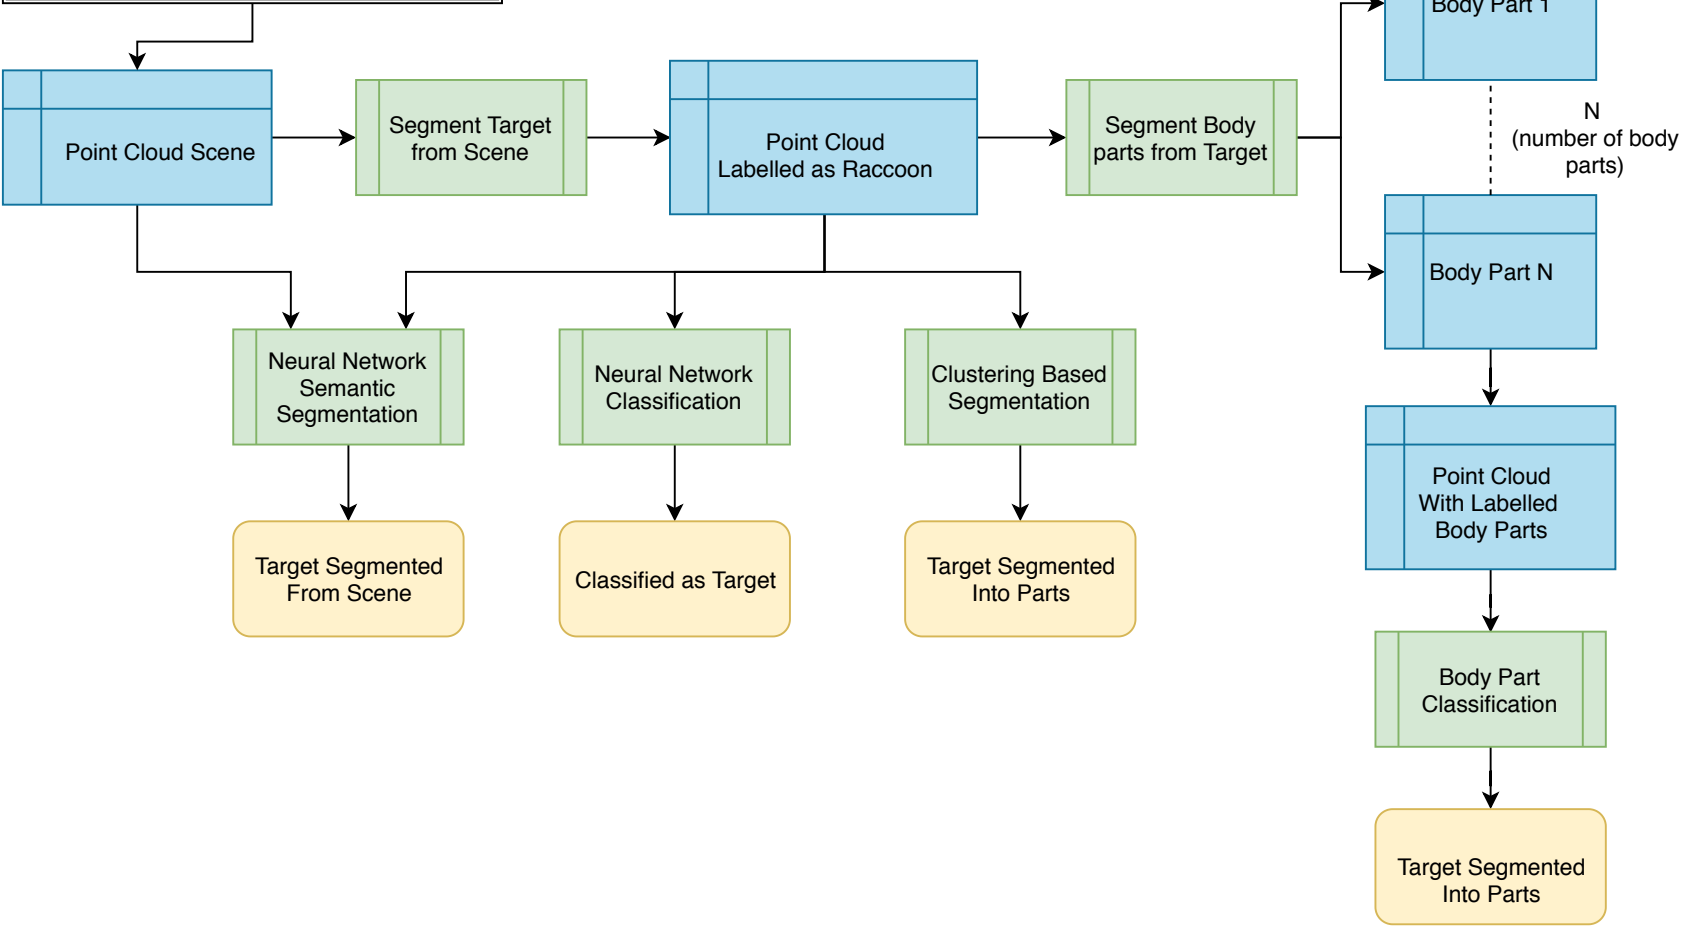 Body Part 1
N
(number of body
parts)
Point Cloud Scene
Segment Target
from Scene
Point Cloud
Labelled as Raccoon
Segment Body
parts from Target
Body Part N
Neural Network
Semantic
Segmentation
Neural Network
Classification
Clustering Based
Segmentation
Point Cloud
With Labelled
Body Parts
Target Segmented
From Scene
Classified as Target
Target Segmented
Into Parts
Body Part
Classification
Target Segmented
Into Parts